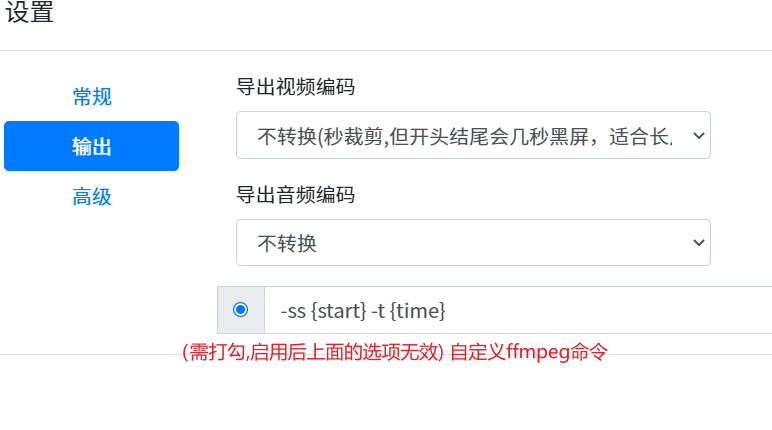 设置
常规
输出
高级
导出视频编码
不转换(秒裁剪,但开头结尾会几秒黑屏，适合长
导出音频编码
不转换
-ss {start} -t {time}
(需打勾,启用后上面的选项无效) 自定义ffmpeg命令